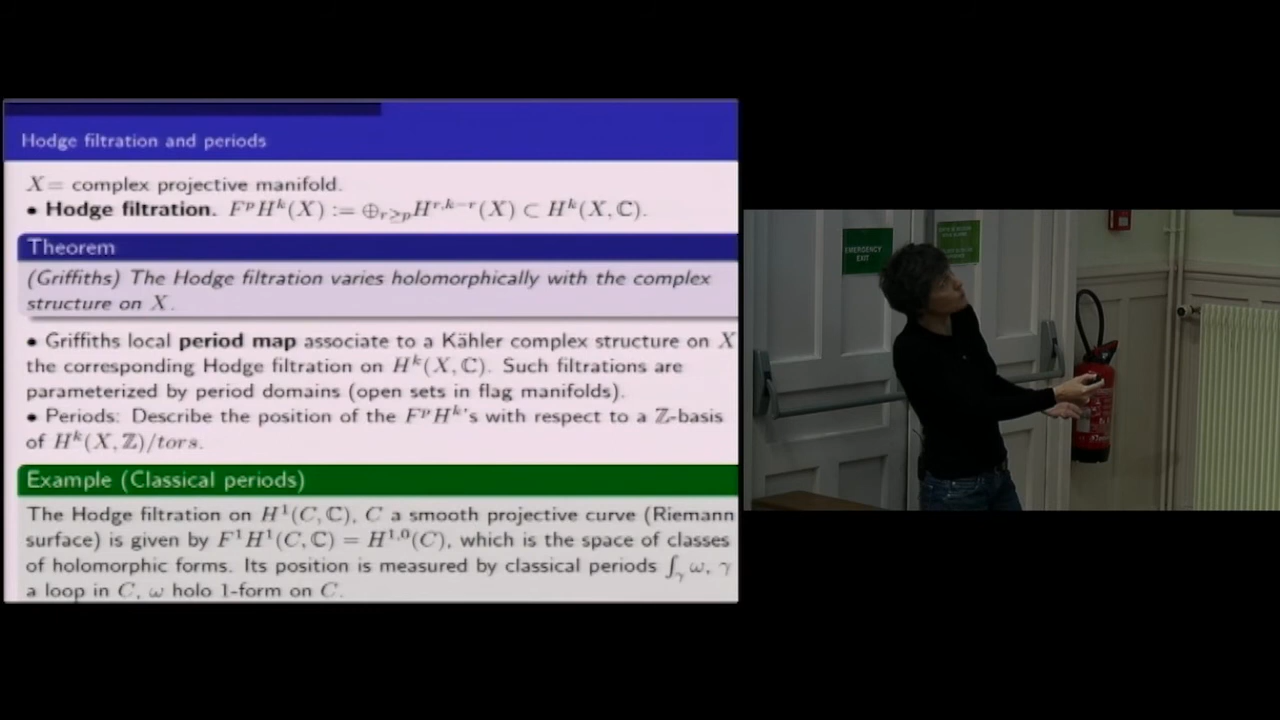 Hodge filtration and periods
X = complex projective manifold.
• Hodge filtration. F^pH^k(X) := ⊕_{r≥p}H^{r,k−r}(X) ⊂ H^k(X, ℂ).
Theorem
(Griffiths) The Hodge filtration varies holomorphically with the complex
structure on X.
• Griffiths local period map associate to a Kähler complex structure on X
the corresponding Hodge filtration on H^k(X, ℂ). Such filtrations are
parameterized by period domains (open sets in flag manifolds).
• Periods: Describe the position of the F^pH^k's with respect to a ℤ-basis
of H^k(X, ℤ)/tors.
Example (Classical periods)
The Hodge filtration on H^1(C, ℂ), C a smooth projective curve (Riemann
surface) is given by F^1H^1(C, ℂ) = H^{1,0}(C), which is the space of classes
of holomorphic forms. Its position is measured by classical periods ∫_γ ω, γ
a loop in C, ω holo 1-form on C.
EMERGENCY
EXIT